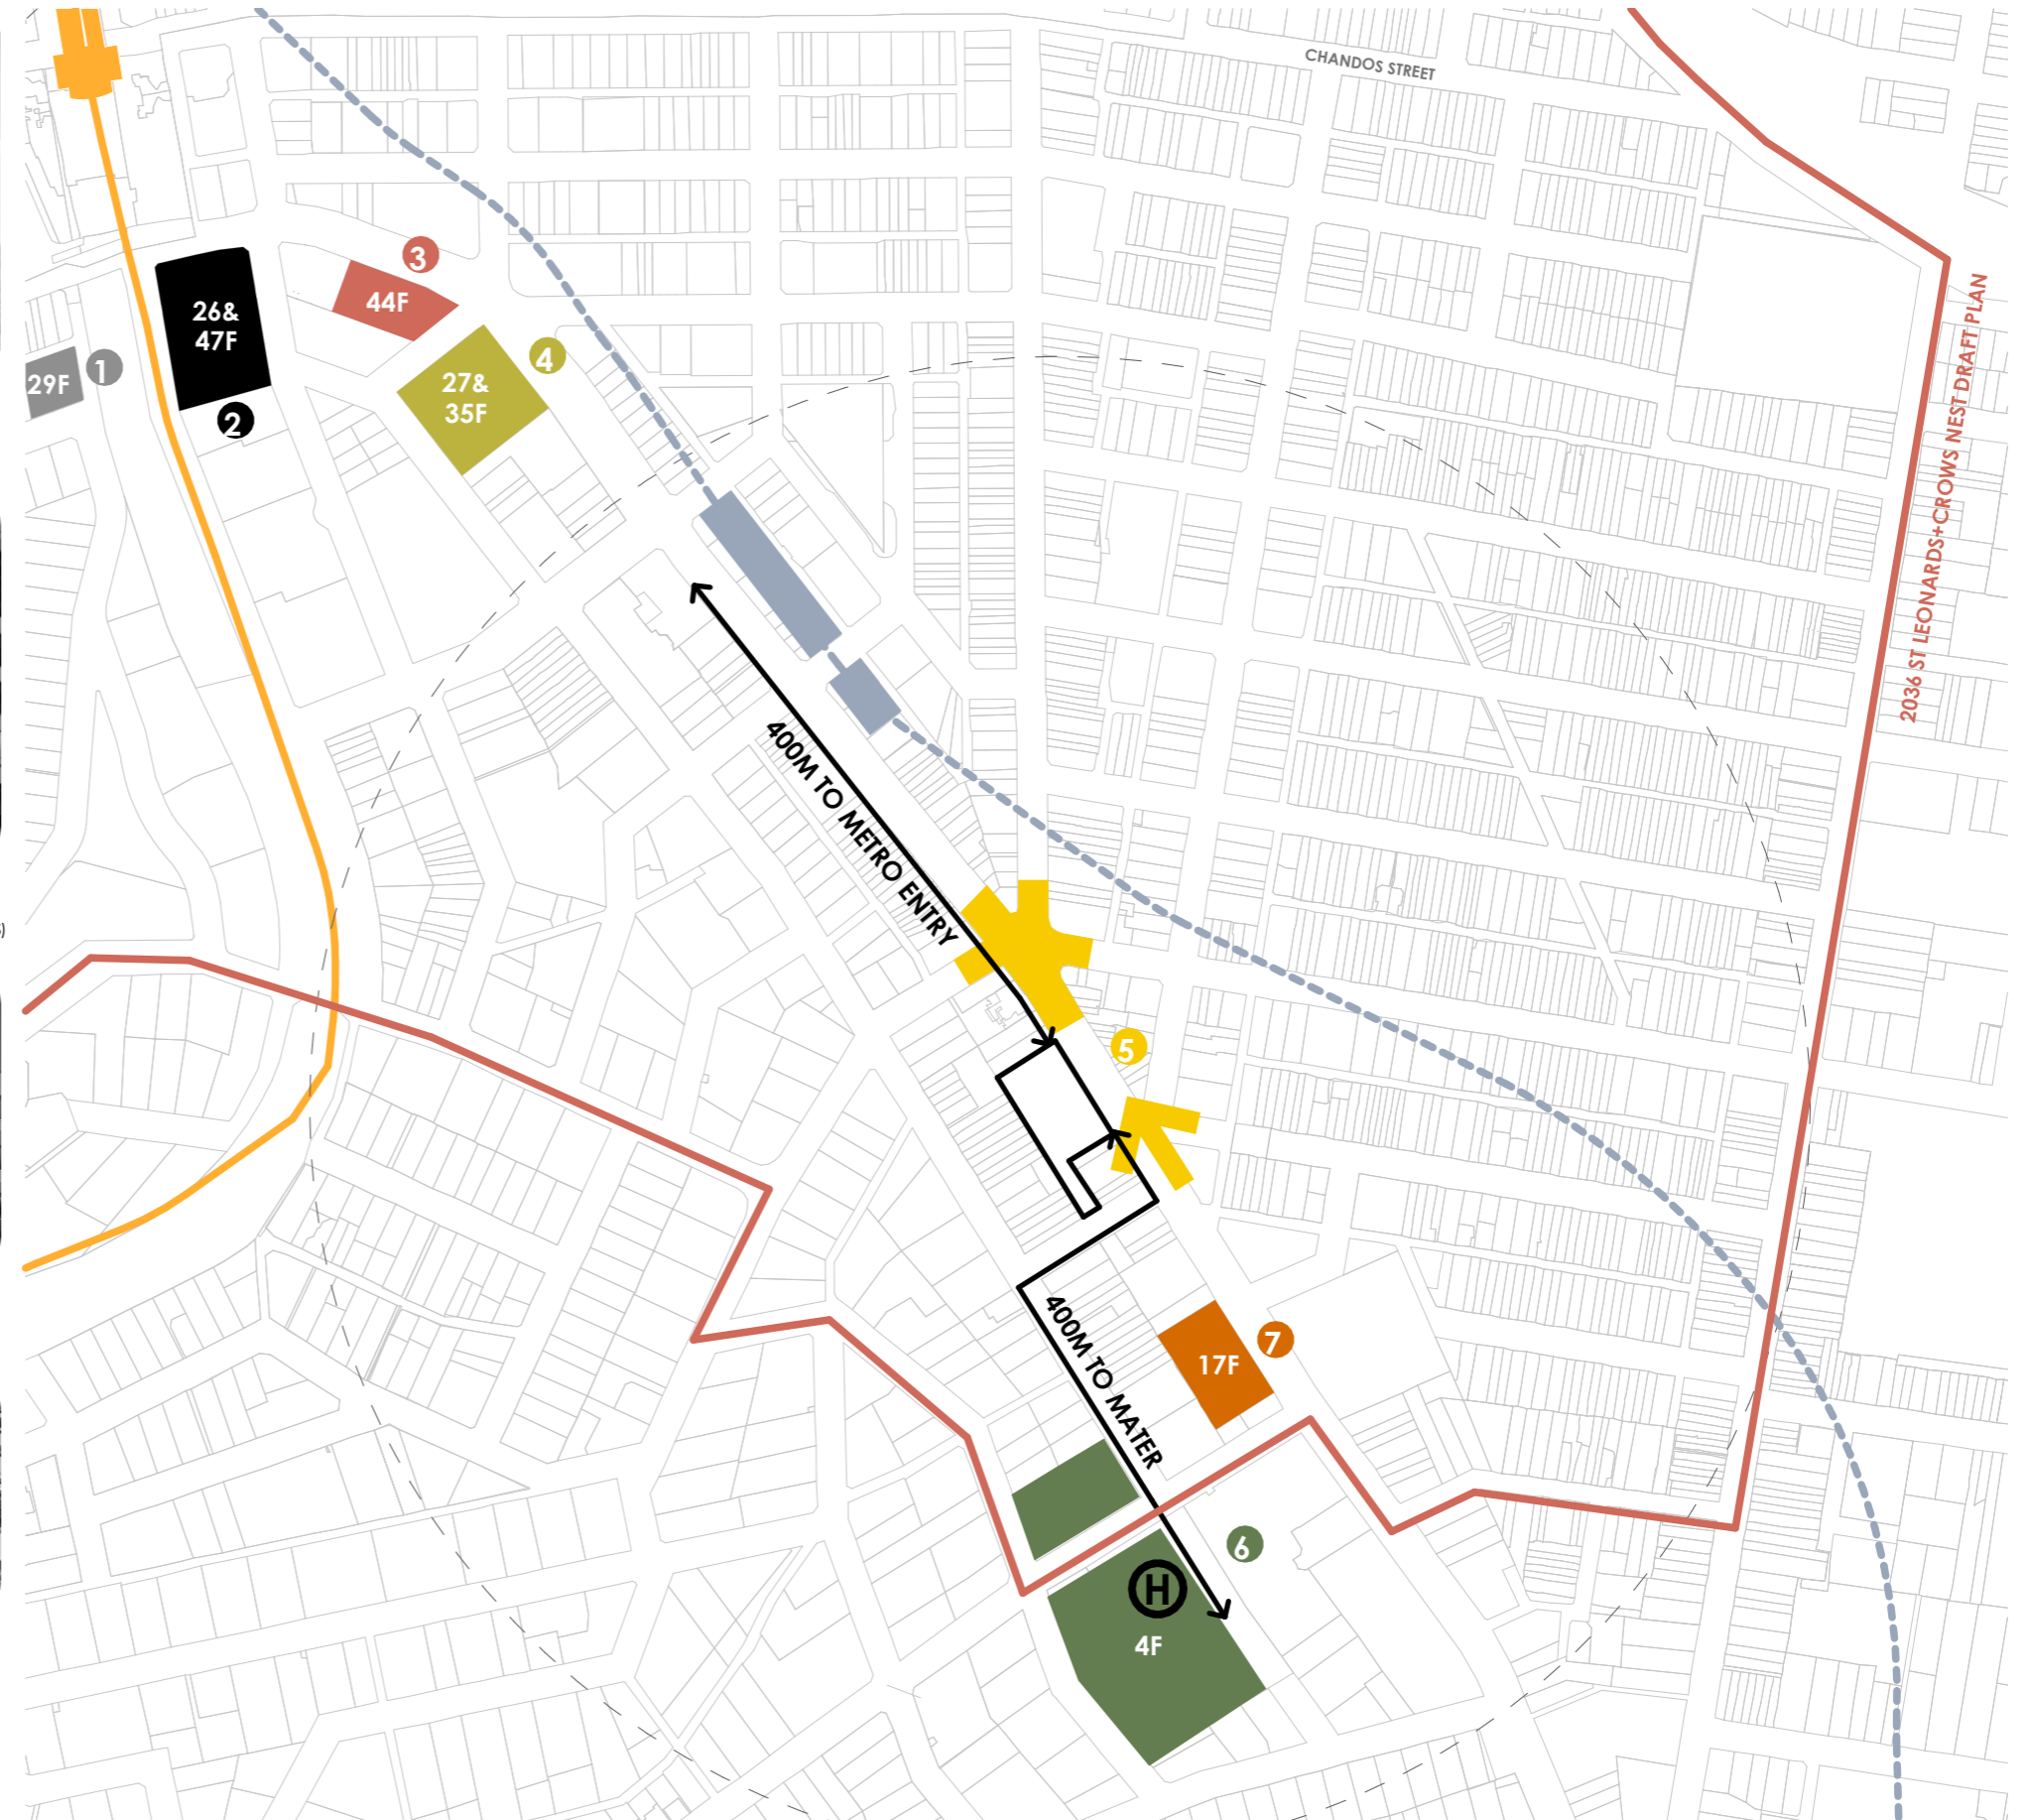 CHANDOS STREET
3
26&
47F
44F
1
29F
4
27&
35F
2
2036 ST LEONARDS+CROWS NEST DRAFT PLAN
400M TO METRO ENTRY
5
400M TO MATER
7
17F
6
H
4F